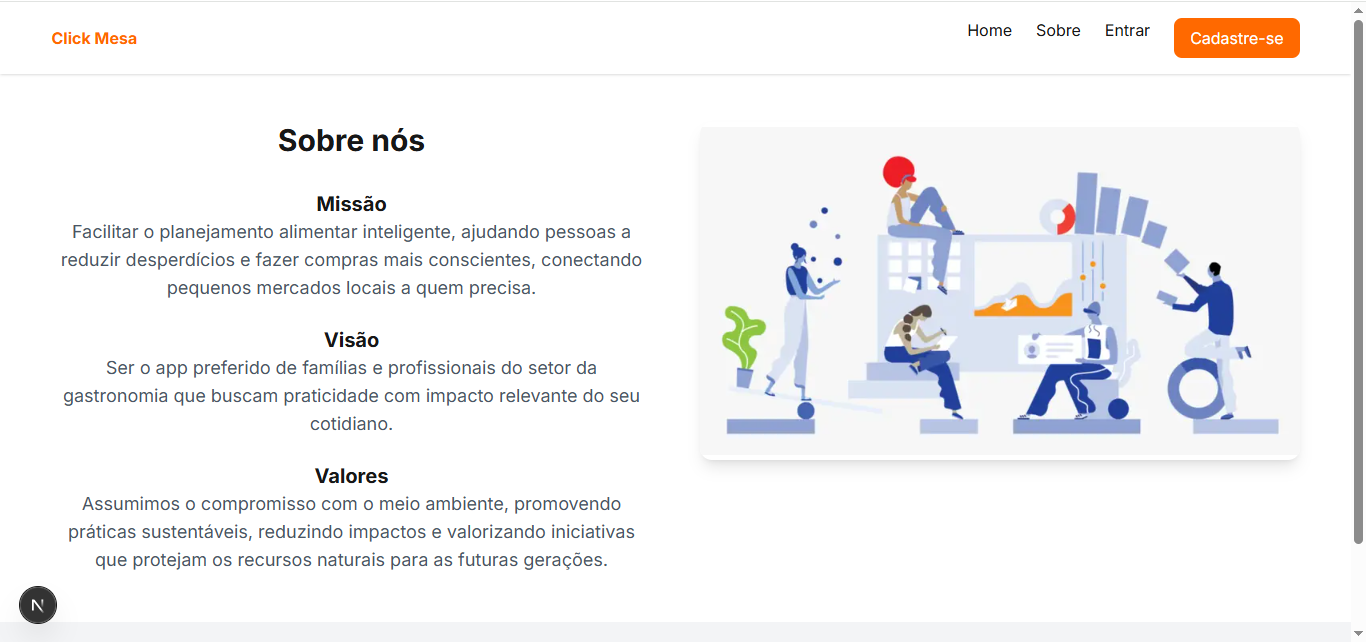 Click Mesa
Home Sobre Entrar Cadastre-se
Sobre nós
Missão
Facilitar o planejamento alimentar inteligente, ajudando pessoas a
reduzir desperdícios e fazer compras mais conscientes, conectando
pequenos mercados locais a quem precisa.
Visão
Ser o app preferido de famílias e profissionais do setor da
gastronomia que buscam praticidade com impacto relevante do seu
cotidiano.
Valores
Assumimos o compromisso com o meio ambiente, promovendo
práticas sustentáveis, reduzindo impactos e valorizando iniciativas
que protejam os recursos naturais para as futuras gerações.
N